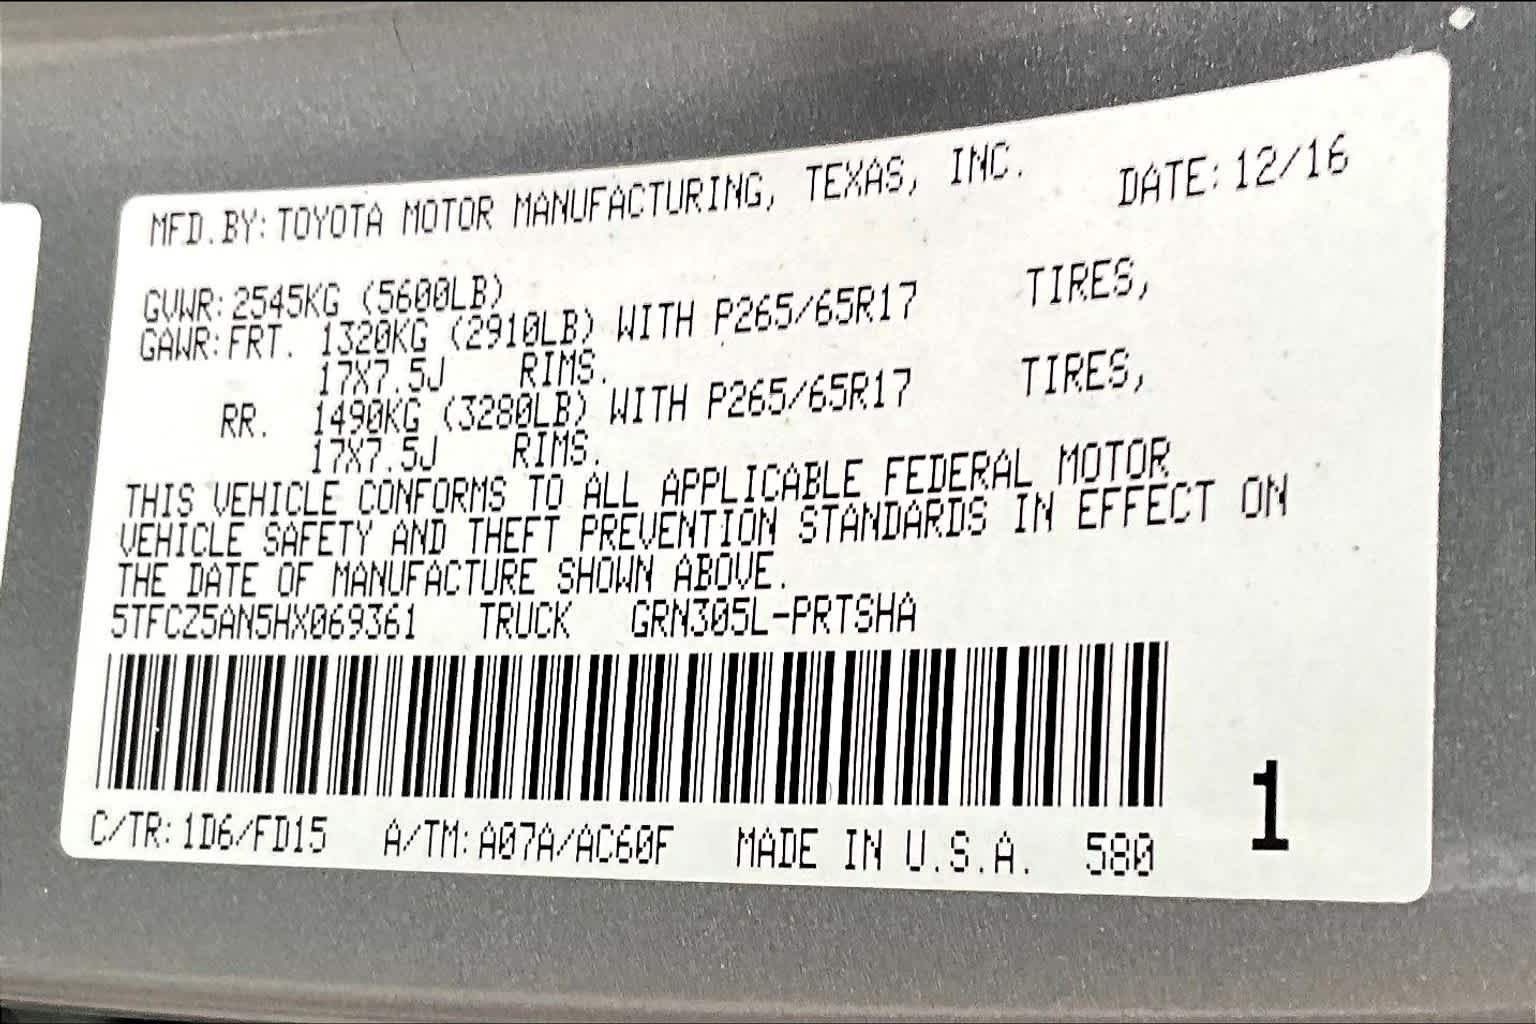 MFD.BY:TOYOTA MOTOR MANUFACTURING, TEXAS, INC. DATE:12/16
GVWR:2545KG (5600LB)
GAWR:FRT. 1320KG (2910LB) WITH P265/65R17 TIRES,
17X7.5J RIMS.
RR. 1490KG (3280LB) WITH P265/65R17 TIRES,
17X7.5J RIMS.
THIS VEHICLE CONFORMS TO ALL APPLICABLE FEDERAL MOTOR
VEHICLE SAFETY AND THEFT PREVENTION STANDARDS IN EFFECT ON
THE DATE OF MANUFACTURE SHOWN ABOVE.
5TFCZ5AN5HX069361 TRUCK GRN305L-PRTSHA
C/TR:1D6/FD15 A/TM:A07A/AC60F MADE IN U.S.A. 580
1